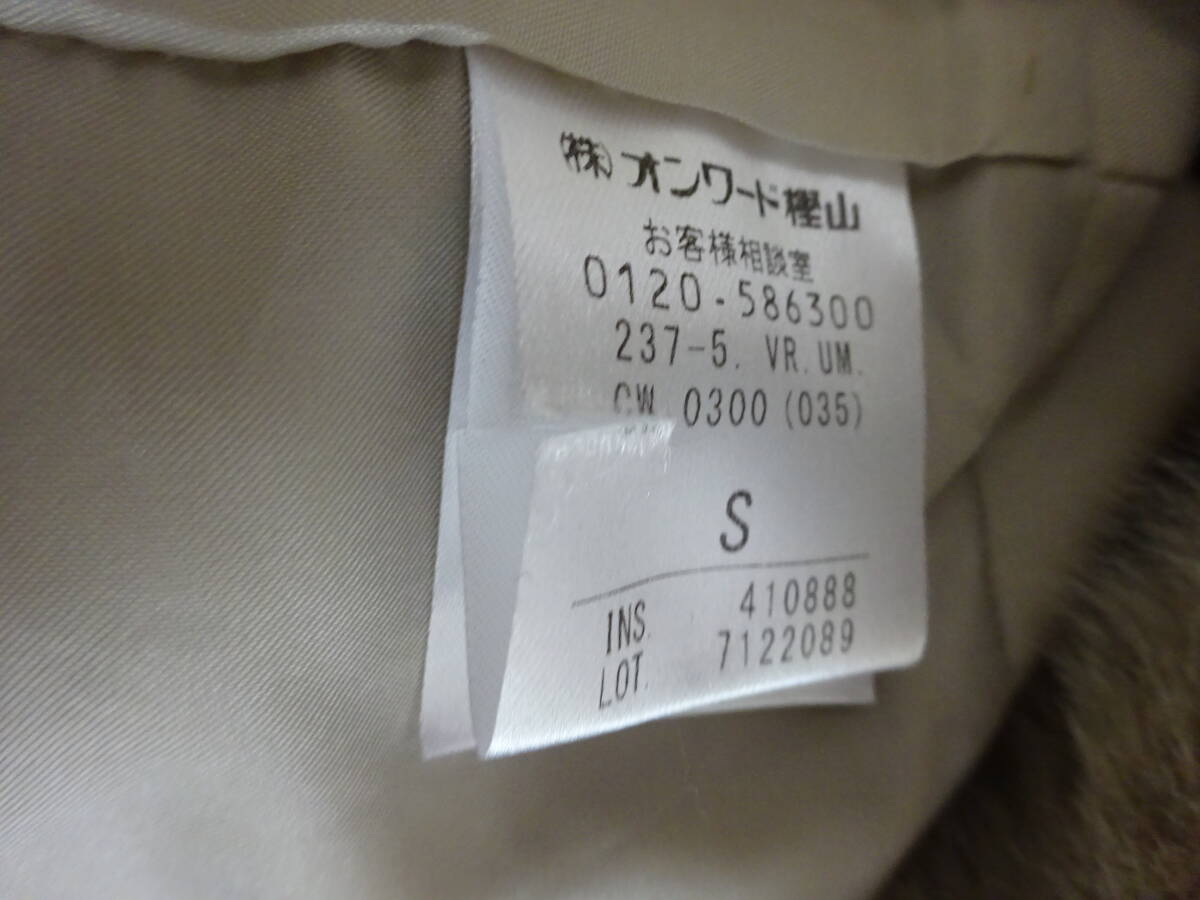 ㈱オンワード樫山
お客様相談室
0120-586300
237-5. VR. UM.
CW 0300 (035)
S
INS. 410888
LOT. 7122089